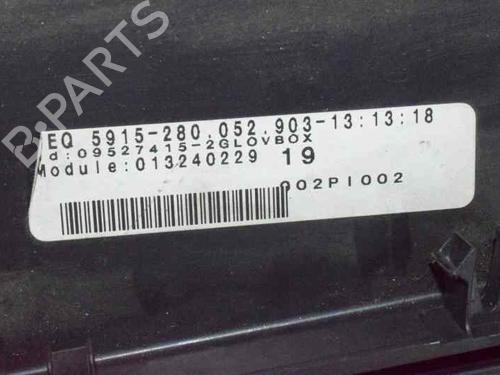 EQ 5915-280.052.903-13:13:18
d:09527415-2GLOVBOX
Module:013240229 19
002PI002
B-PARTS